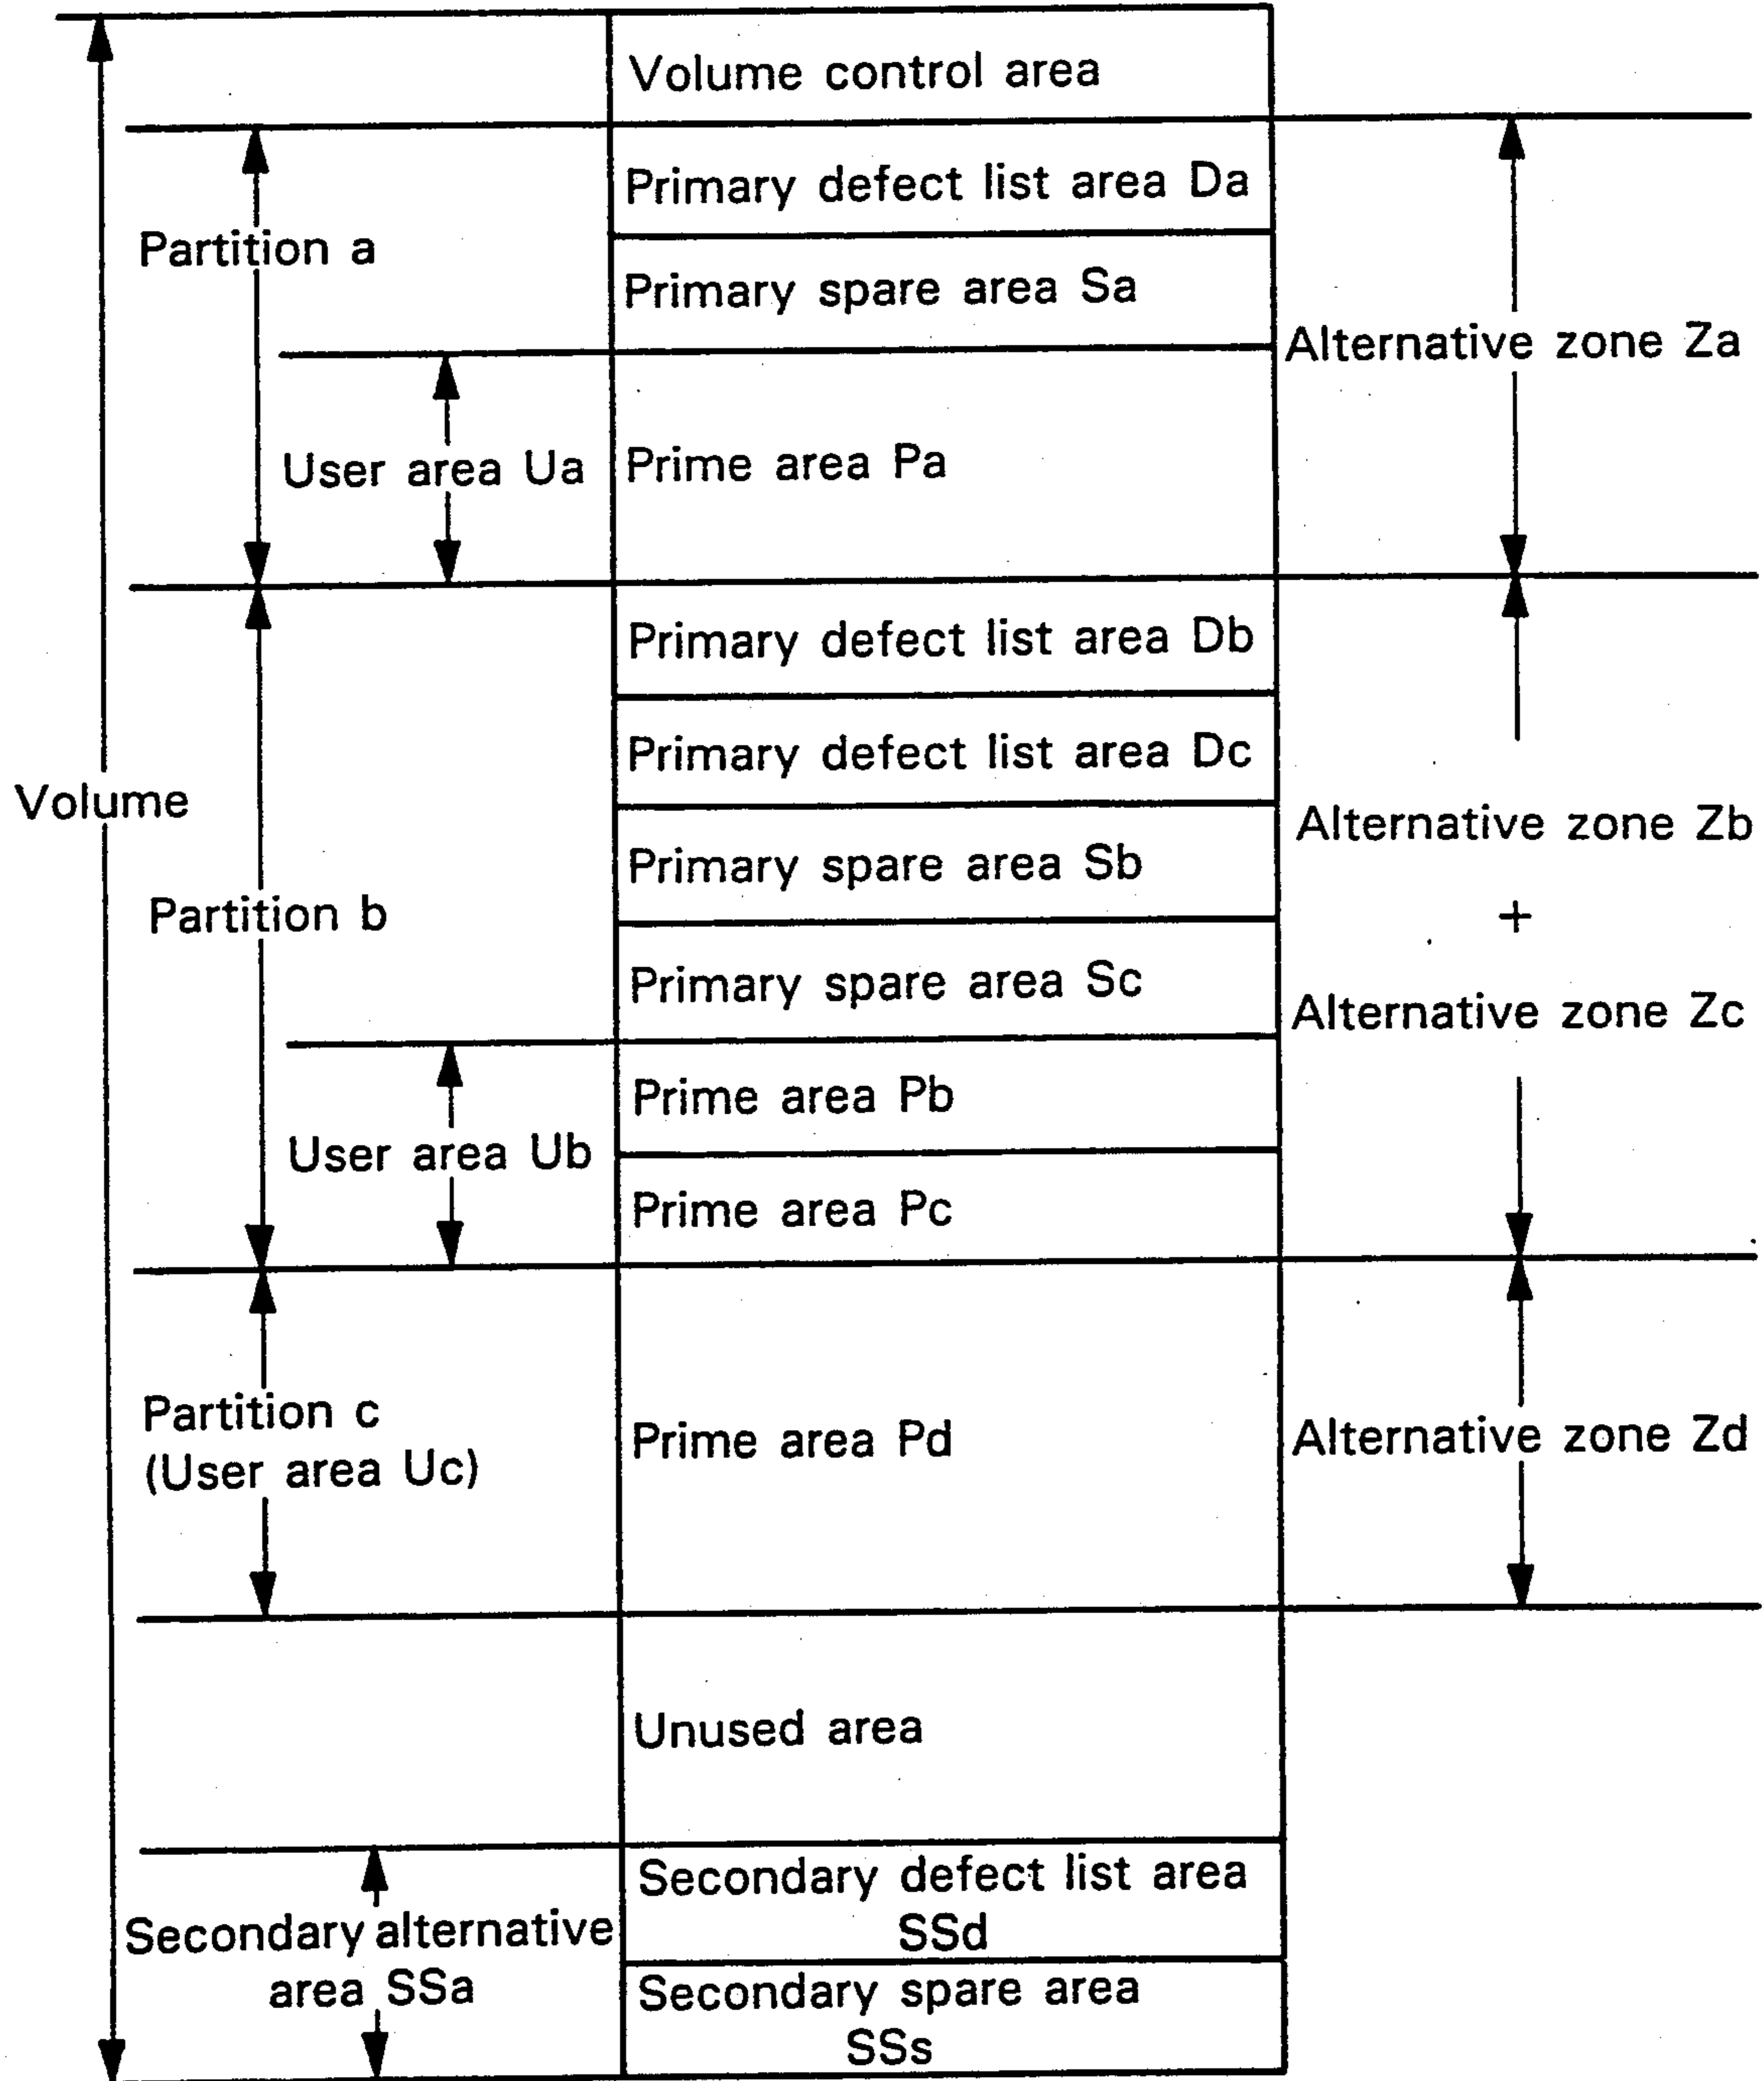 Volume control area
Primary defect list area Da
Partition a
Primary spare area Sa
Alternative zone Za
User area Ua
Prime area Pa
Primary defect list area Db
Primary defect list area Dc
Volume
Alternative zone Zb
Primary spare area Sb
Partition b
+
Primary spare area Sc
Alternative zone Zc
Prime area Pb
User area Ub
Prime area Pc
Partition c
(User area Uc)
Prime area Pd
Alternative zone Zd
Unused area
Secondary defect list area
SSd
Secondary alternative
area SSa
Secondary spare area
SSs